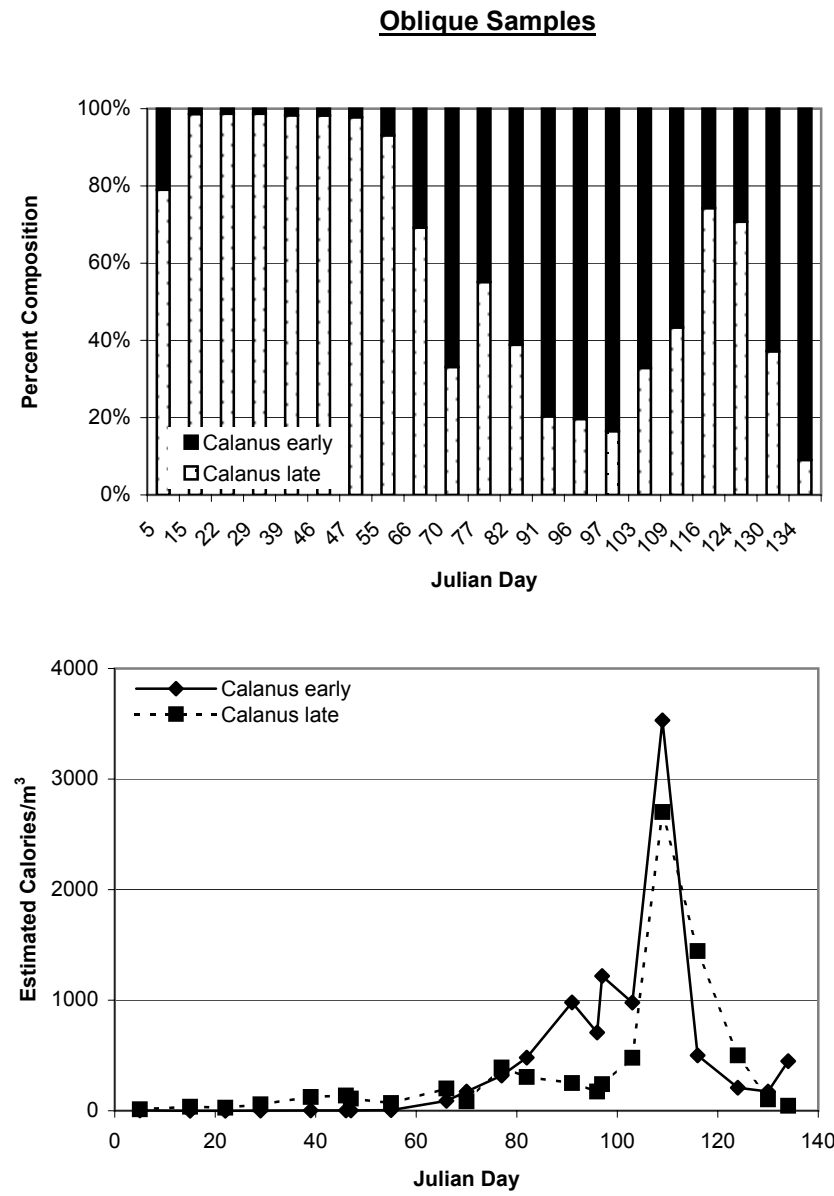 Oblique Samples
100%
80%
60%
40%
20%
0%
Percent Composition
Calanus early
Calanus late
5 15 22 29 39 46 47 55 66 70 77 82 91 96 97 103 109 116 124 130 134
Julian Day
4000
3000
2000
1000
0
Estimated Calories/m³
Calanus early
Calanus late
0 20 40 60 80 100 120 140
Julian Day